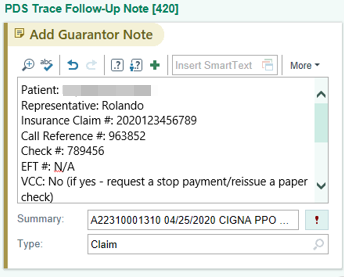 PDS Trace Follow-Up Note [420]
Add Guarantor Note
Insert SmartText
More
Patient:
Representative: Rolando
Insurance Claim #: 2020123456789
Call Reference #: 963852
Check #: 789456
EFT #: N/A
VCC: No (if yes - request a stop payment/reissue a paper
check)
Summary: A22310001310 04/25/2020 CIGNA PPO ...
Type: Claim